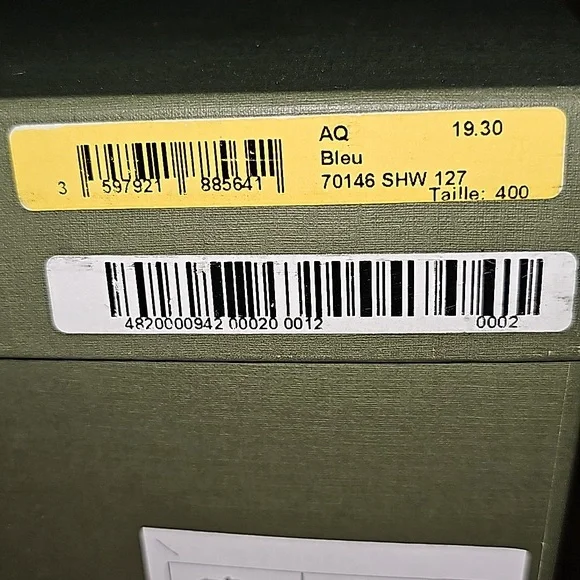 AQ 19.30
Bleu
70146 SHW 127
Taille: 400
3 597921 885641
4820000942 00020 0012 0002